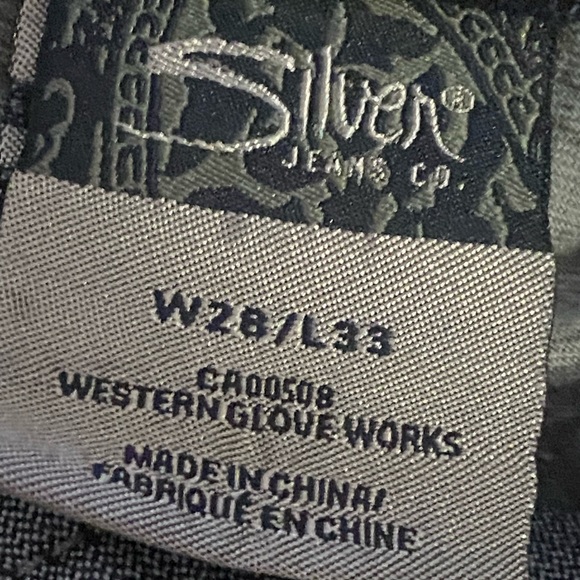 Silver®
JEANS CO.
W28/L33
CA00508
WESTERN GLOVE WORKS
MADE IN CHINA/
FABRIQUÉ EN CHINE